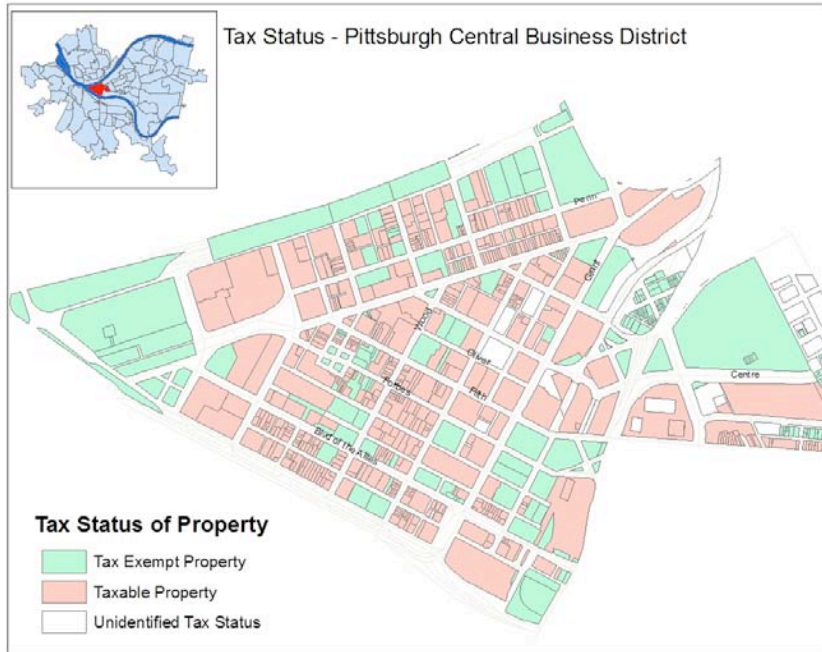 Tax Status - Pittsburgh Central Business District
Penn
Grant
Wood
Oliver
Forbes
Fifth
Centre
Blvd of the Allies
Tax Status of Property
Tax Exempt Property
Taxable Property
Unidentified Tax Status